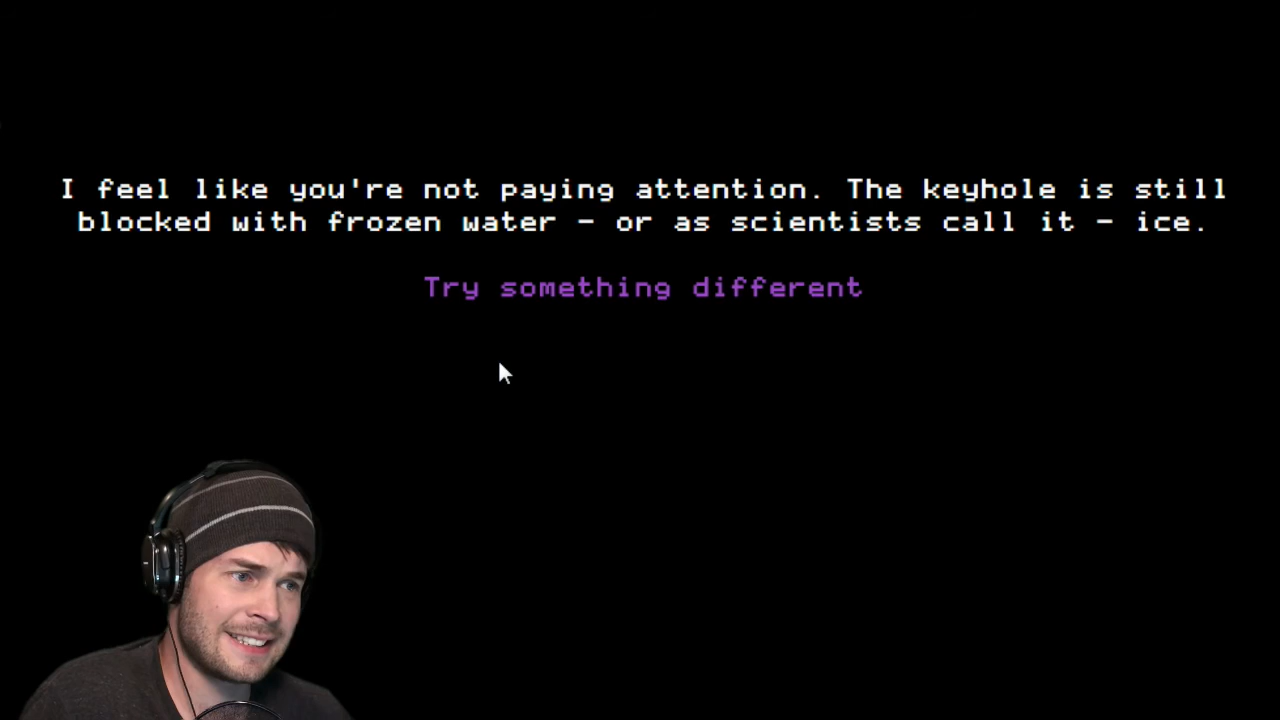 I feel like you're not paying attention. The keyhole is still
blocked with frozen water - or as scientists call it - ice.
Try something different